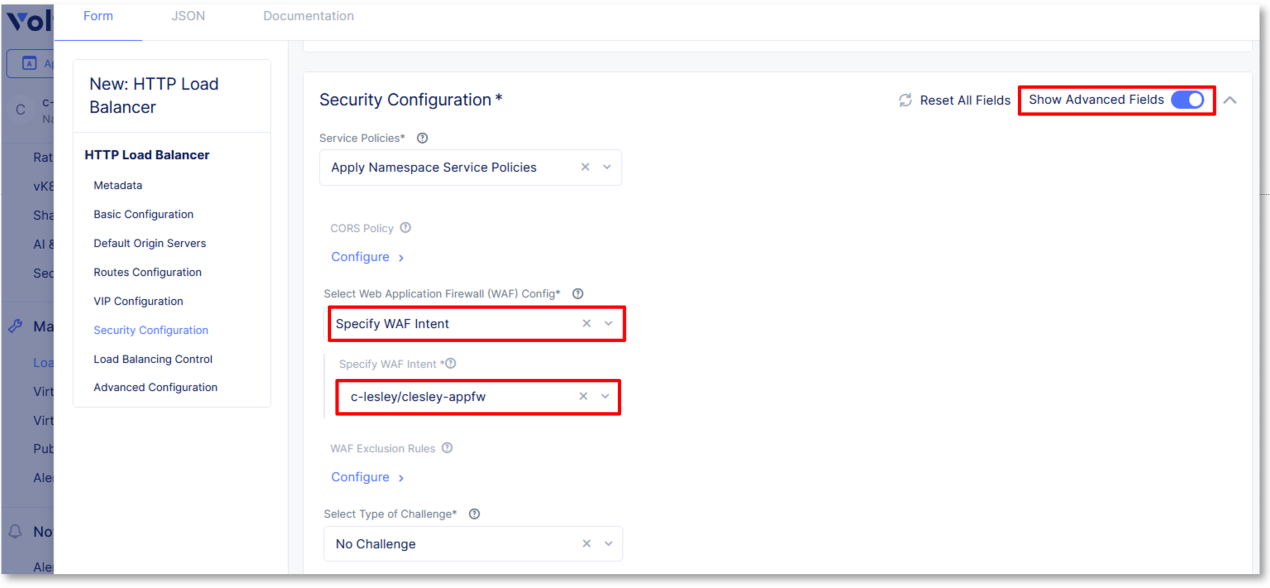 Vol
Form
JSON
Documentation
A
C
c-
Na
Rat
vK8
Sha
AI &
Sec
Ma
Loa
Virt
Virt
Pub
Aler
No
Aler
New: HTTP Load
Balancer
HTTP Load Balancer
Metadata
Basic Configuration
Default Origin Servers
Routes Configuration
VIP Configuration
Security Configuration
Load Balancing Control
Advanced Configuration
Security Configuration *
Reset All Fields
Show Advanced Fields
Service Policies*
Apply Namespace Service Policies
CORS Policy
Configure
Select Web Application Firewall (WAF) Config*
Specify WAF Intent
Specify WAF Intent *
c-lesley/clesley-appfw
WAF Exclusion Rules
Configure
Select Type of Challenge*
No Challenge